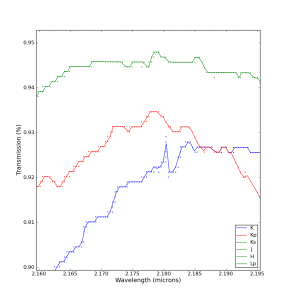 0.95
0.94
0.93
0.92
0.91
0.90
Transmission (%)
2.160
2.165
2.170
2.175
2.180
2.185
2.190
2.195
Wavelength (microns)
K
Kp
Ks
J
H
Lp